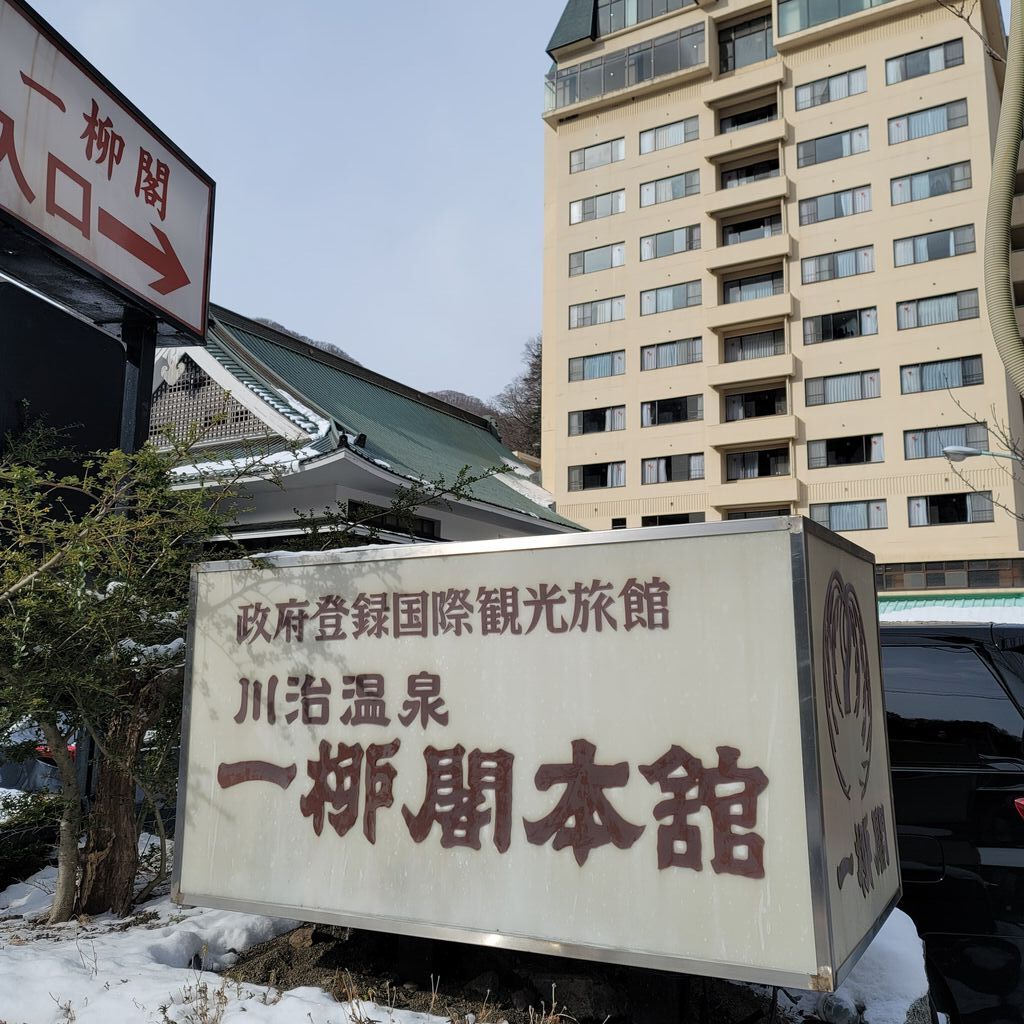 一柳閣
入口→
政府登録国際観光旅館
川治温泉
一柳閣本館
一柳閣